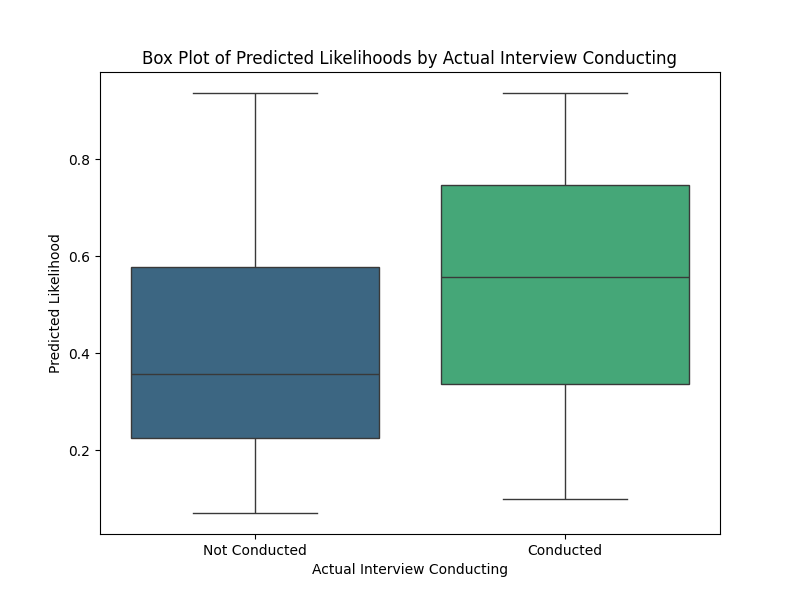 Box Plot of Predicted Likelihoods by Actual Interview Conducting
Predicted Likelihood
0.8
0.6
0.4
0.2
Not Conducted
Conducted
Actual Interview Conducting